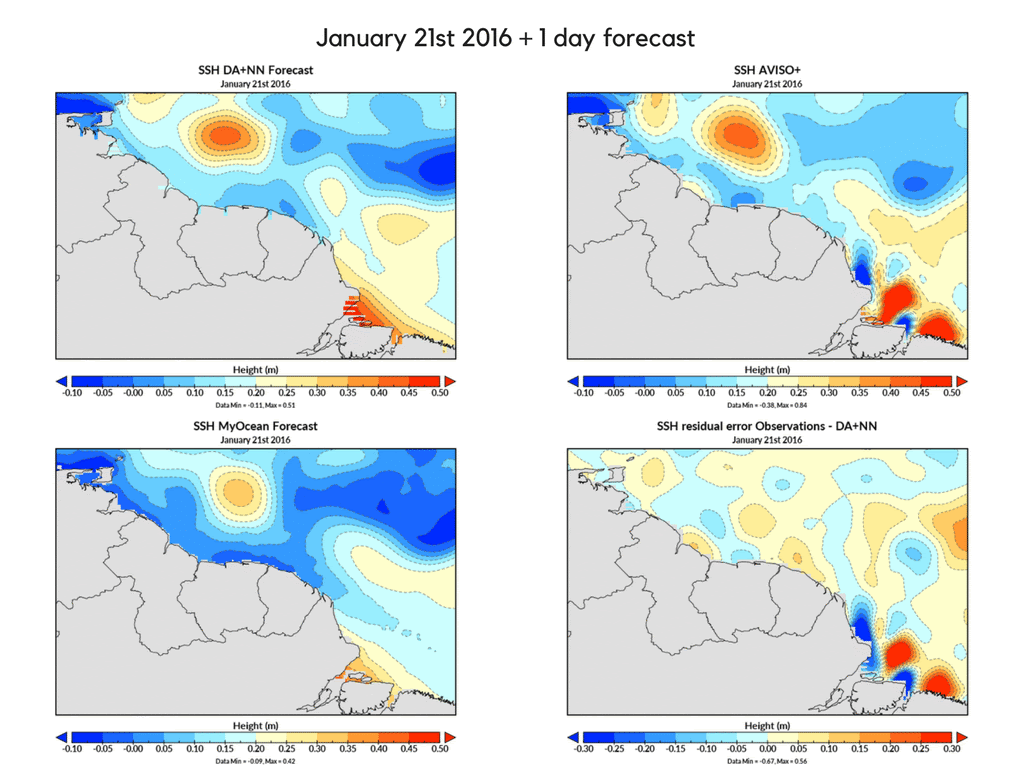 January 21st 2016 + 1 day forecast
SSH DA+NN Forecast
January 21st 2016
Height (m)
-0.10 -0.05 -0.00 0.05 0.10 0.15 0.20 0.25 0.30 0.35 0.40 0.45 0.50
Data Min = -0.11, Max = 0.51
SSH AVISO+
January 21st 2016
Height (m)
-0.10 -0.05 -0.00 0.05 0.10 0.15 0.20 0.25 0.30 0.35 0.40 0.45 0.50
Data Min = -0.38, Max = 0.84
SSH MyOcean Forecast
January 21st 2016
Height (m)
-0.10 -0.05 -0.00 0.05 0.10 0.15 0.20 0.25 0.30 0.35 0.40 0.45 0.50
Data Min = -0.09, Max = 0.42
SSH residual error Observations - DA+NN
January 21st 2016
Height (m)
-0.30 -0.25 -0.20 -0.15 -0.10 -0.05 0.00 0.05 0.10 0.15 0.20 0.25 0.30
Data Min = -0.67, Max = 0.56